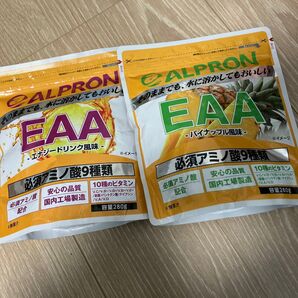 ALPRON
そのままでも、水に溶かしてもおいしい
EAA
-エナジードリンク風味-
必須アミノ酸9種類
必須アミノ酸
配合
安心の品質
国内工場製造
10種のビタミン
容量280g
ALPRON
のままでも、水に溶かしてもおいしい
EAA
-パイナップル風味-
必須アミノ酸9種類
必須アミノ酸
配合
安心の品質
国内工場製造
10種のビタミン
容量280g